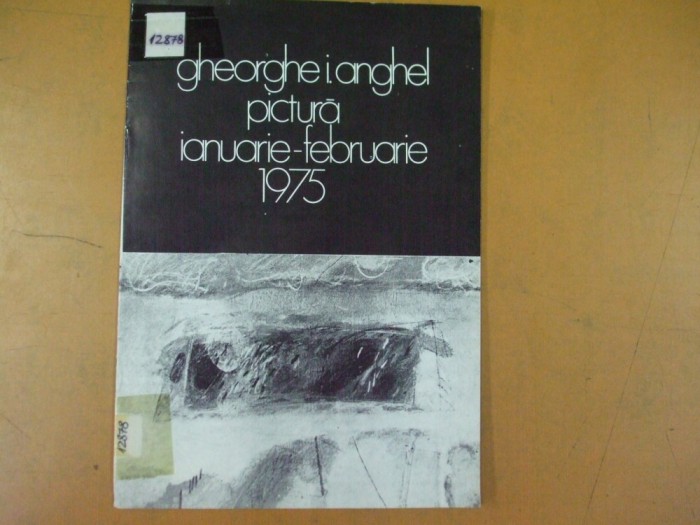 12878
gheorghe i. anghel
pictură
ianuarie-februarie
1975
12878